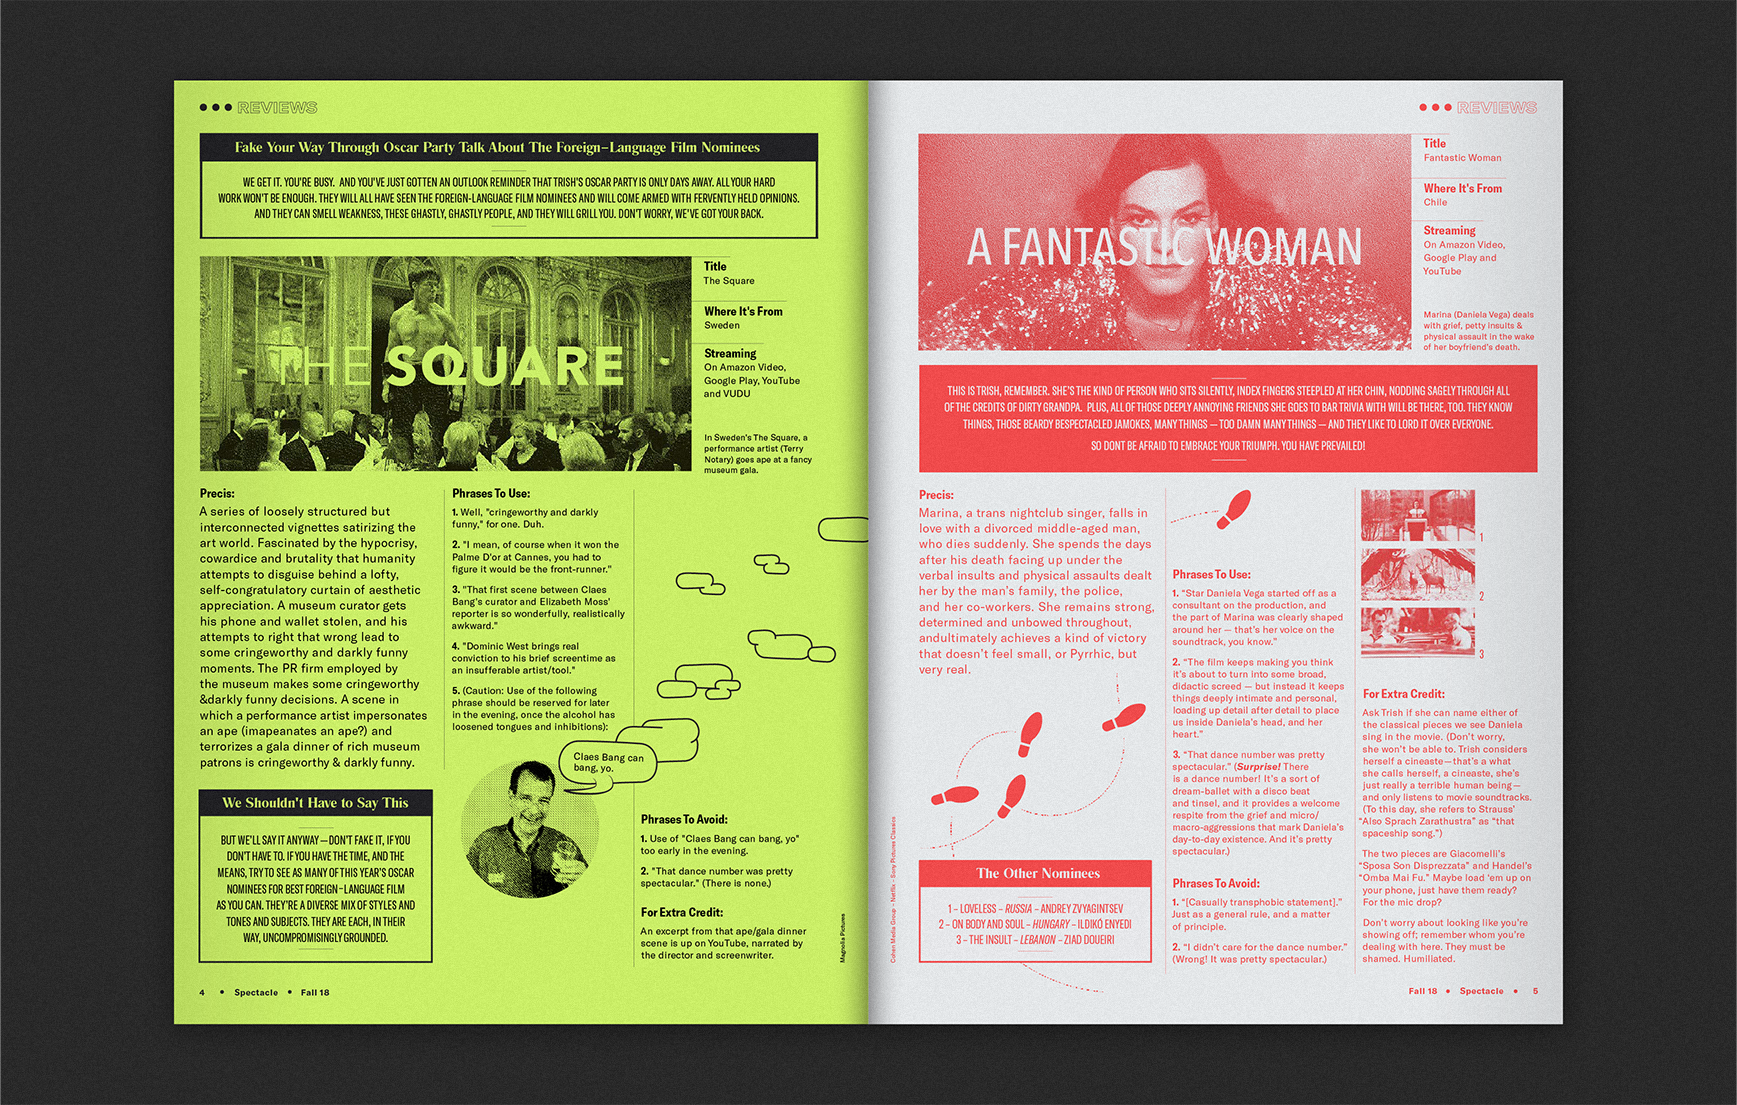 REVIEWS
Fake Your Way Through Oscar Party Talk About The Foreign-Language Film Nominees
WE GET IT. YOU'RE BUSY. AND YOU'VE JUST GOTTEN AN OUTLOOK REMINDER THAT TRISH'S OSCAR PARTY IS ONLY DAYS AWAY. ALL YOUR HARD
WORK WON'T BE ENOUGH. THEY WILL ALL HAVE SEEN THE FOREIGN-LANGUAGE FILM NOMINEES AND WILL COME ARMED WITH FERVENTLY HELD OPINIONS.
AND THEY CAN SMELL WEAKNESS, THESE GHASTLY, GHASTLY PEOPLE, AND THEY WILL GRILL YOU. DON'T WORRY, WE'VE GOT YOUR BACK.
THE SQUARE
Title
The Square
Where It's From
Sweden
Streaming
On Amazon Video,
Google Play, YouTube
and VUDU
In Sweden's The Square, a
performance artist (Terry
Notary) goes ape at a fancy
museum gala.
Precis:
A series of loosely structured but
interconnected vignettes satirizing the
art world. Fascinated by the hypocrisy,
cowardice and brutality that humanity
attempts to disguise behind a lofty,
self-congratulatory curtain of aesthetic
appreciation. A museum curator gets
his phone and wallet stolen, and his
attempts to right that wrong lead to
some cringeworthy and darkly funny
moments. The PR firm employed by
the museum makes some cringeworthy
&darkly funny decisions. A scene in
which a performance artist impersonates
an ape (imapeanates an ape?) and
terrorizes a gala dinner of rich museum
patrons is cringeworthy & darkly funny.
We Shouldn't Have to Say This
BUT WE'LL SAY IT ANYWAY — DON'T FAKE IT, IF YOU
DON'T HAVE TO. IF YOU HAVE THE TIME, AND THE
MEANS, TRY TO SEE AS MANY OF THIS YEAR'S OSCAR
NOMINEES FOR BEST FOREIGN-LANGUAGE FILM
AS YOU CAN. THEY'RE A DIVERSE MIX OF STYLES AND
TONES AND SUBJECTS. THEY ARE EACH, IN THEIR
WAY, UNCOMPROMISINGLY GROUNDED.
Phrases To Use:
1. Well, "cringeworthy and darkly
funny," for one. Duh.
2. "I mean, of course when it won the
Palme D'or at Cannes, you had to
figure it would be the front-runner."
3. "That first scene between Claes
Bang's curator and Elizabeth Moss'
reporter is so wonderfully, realistically
awkward."
4. "Dominic West brings real
conviction to his brief screentime as
an insufferable artist/tool."
5. (Caution: Use of the following
phrase should be reserved for later
in the evening, once the alcohol has
loosened tongues and inhibitions):
Claes Bang can
bang, yo.
Phrases To Avoid:
1. Use of "Claes Bang can bang, yo"
too early in the evening.
2. "That dance number was pretty
spectacular." (There is none.)
For Extra Credit:
An excerpt from that ape/gala dinner
scene is up on YouTube, narrated by
the director and screenwriter.
Magnolia Pictures
4 • Spectacle • Fall 18
REVIEWS
A FANTASTIC WOMAN
Title
Fantastic Woman
Where It's From
Chile
Streaming
On Amazon Video,
Google Play and
YouTube
Marina (Daniela Vega) deals
with grief, petty insults &
physical assault in the wake
of her boyfriend's death.
THIS IS TRISH, REMEMBER. SHE'S THE KIND OF PERSON WHO SITS SILENTLY, INDEX FINGERS STEEPLED AT HER CHIN, NODDING SAGELY THROUGH ALL
OF THE CREDITS OF DIRTY GRANDPA. PLUS, ALL OF THOSE DEEPLY ANNOYING FRIENDS SHE GOES TO BAR TRIVIA WITH WILL BE THERE, TOO. THEY KNOW
THINGS, THOSE BEARDY BESPECTACLED JAMOKES, MANY THINGS — TOO DAMN MANY THINGS — AND THEY LIKE TO LORD IT OVER EVERYONE.
SO DONT BE AFRAID TO EMBRACE YOUR TRIUMPH. YOU HAVE PREVAILED!
Precis:
Marina, a trans nightclub singer, falls in
love with a divorced middle-aged man,
who dies suddenly. She spends the days
after his death facing up under the
verbal insults and physical assaults dealt
her by the man's family, the police,
and her co-workers. She remains strong,
determined and unbowed throughout,
andultimately achieves a kind of victory
that doesn't feel small, or Pyrrhic, but
very real.
Cohen Media Group - Netflix - Sony Pictures Classics
The Other Nominees
1 – LOVELESS – RUSSIA – ANDREY ZVYAGINTSEV
2 – ON BODY AND SOUL – HUNGARY – ILDIKÓ ENYEDI
3 – THE INSULT – LEBANON – ZIAD DOUEIRI
Phrases To Use:
1. "Star Daniela Vega started off as a
consultant on the production, and
the part of Marina was clearly shaped
around her — that's her voice on the
soundtrack, you know."
2. "The film keeps making you think
it's about to turn into some broad,
didactic screed — but instead it keeps
things deeply intimate and personal,
loading up detail after detail to place
us inside Daniela's head, and her
heart."
3. "That dance number was pretty
spectacular." (Surprise! There
is a dance number! It's a sort of
dream-ballet with a disco beat
and tinsel, and it provides a welcome
respite from the grief and micro/
macro-aggressions that mark Daniela's
day-to-day existence. And it's pretty
spectacular.)
Phrases To Avoid:
1. "[Casually transphobic statement]."
Just as a general rule, and a matter
of principle.
2. "I didn't care for the dance number."
(Wrong! It was pretty spectacular.)
1
2
3
For Extra Credit:
Ask Trish if she can name either of
the classical pieces we see Daniela
sing in the movie. (Don't worry,
she won't be able to. Trish considers
herself a cineaste—that's a what
she calls herself, a cineaste, she's
just really a terrible human being—
and only listens to movie soundtracks.
(To this day, she refers to Strauss'
"Also Sprach Zarathustra" as "that
spaceship song.")
The two pieces are Giacomelli's
"Sposa Son Disprezzata" and Handel's
"Omba Mai Fu." Maybe load 'em up on
your phone, just have them ready?
For the mic drop?
Don't worry about looking like you're
showing off; remember whom you're
dealing with here. They must be
shamed. Humiliated.
Fall 18 • Spectacle • 5